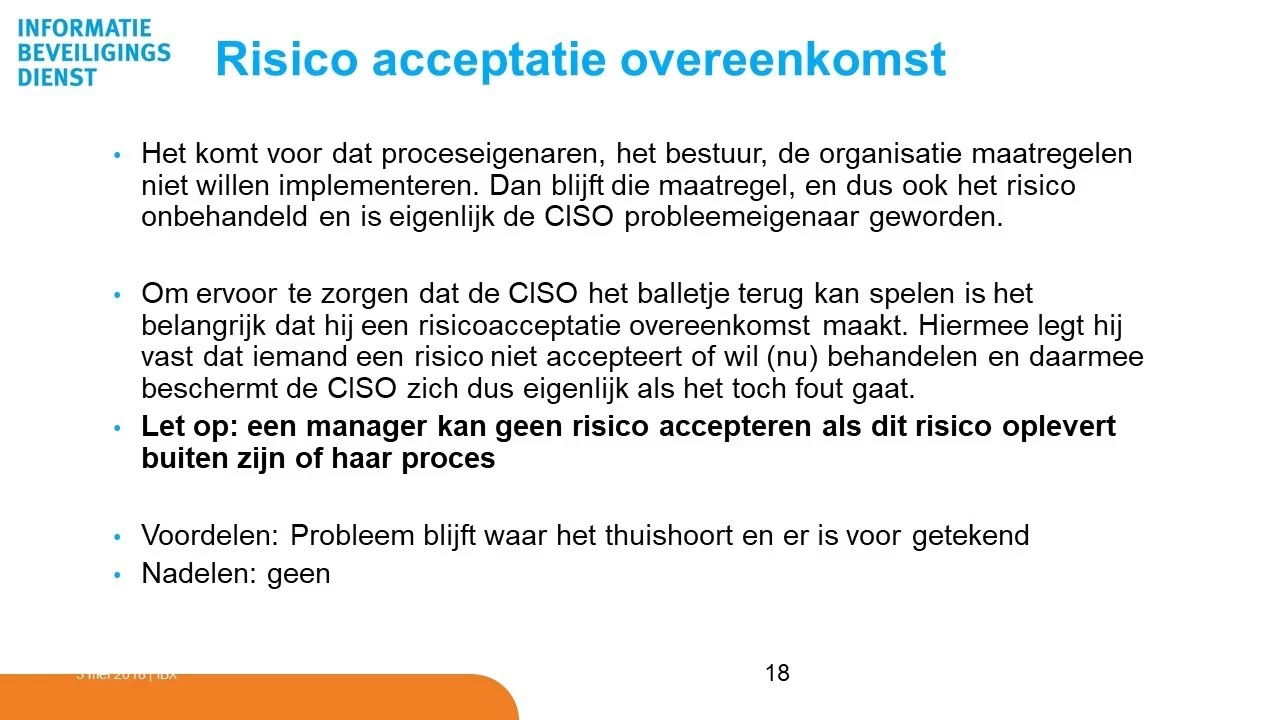 INFORMATIE
BEVEILIGINGS
DIENST
Risico acceptatie overeenkomst
• Het komt voor dat proceseigenaren, het bestuur, de organisatie maatregelen
niet willen implementeren. Dan blijft die maatregel, en dus ook het risico
onbehandeld en is eigenlijk de CISO probleemeigenaar geworden.
• Om ervoor te zorgen dat de CISO het balletje terug kan spelen is het
belangrijk dat hij een risicoacceptatie overeenkomst maakt. Hiermee legt hij
vast dat iemand een risico niet accepteert of wil (nu) behandelen en daarmee
beschermt de CISO zich dus eigenlijk als het toch fout gaat.
• Let op: een manager kan geen risico accepteren als dit risico oplevert
buiten zijn of haar proces
• Voordelen: Probleem blijft waar het thuishoort en er is voor getekend
• Nadelen: geen
mei 2018 |
18